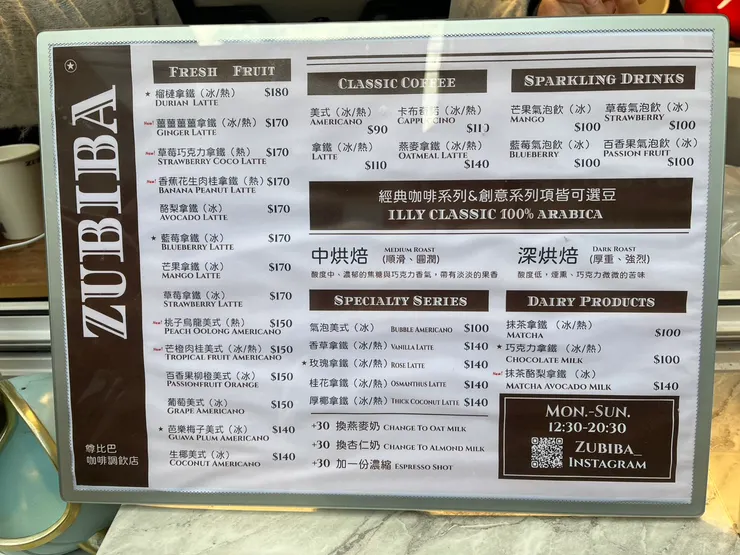 ZUBIBA
尊比巴
咖啡調飲店
FRESH FRUIT
★ 榴槤拿鐵（冰/熱） $180
DURIAN LATTE
New! 薑薑薑薑拿鐵（冰/熱） $170
GINGER LATTE
New! 草莓巧克力拿鐵（冰/熱） $170
STRAWBERRY COCO LATTE
New! 香蕉花生肉桂拿鐵（熱） $170
BANANA PEANUT LATTE
酪梨拿鐵（冰） $170
AVOCADO LATTE
★ 藍莓拿鐵（冰） $170
BLUEBERRY LATTE
芒果拿鐵（冰） $170
MANGO LATTE
草莓拿鐵（冰） $170
STRAWBERRY LATTE
New! 桃子烏龍美式（熱） $150
PEACH OOLONG AMERICANO
New! 芒橙肉桂美式（冰/熱） $150
TROPICAL FRUIT AMERICANO
百香果柳橙美式（冰） $150
PASSIONFRUIT ORANGE
葡萄美式（冰） $150
GRAPE AMERICANO
★ 芭樂梅子美式（冰） $140
GUAVA PLUM AMERICANO
生椰美式（冰） $140
COCONUT AMERICANO
CLASSIC COFFEE
美式（冰/熱） $90
AMERICANO
卡布奇諾（冰/熱） $110
CAPPUCCINO
拿鐵（冰/熱） $110
LATTE
燕麥拿鐵（冰/熱） $140
OATMEAL LATTE
SPARKLING DRINKS
芒果氣泡飲（冰） $100
MANGO
草莓氣泡飲（冰） $100
STRAWBERRY
藍莓氣泡飲（冰） $100
BLUEBERRY
百香果氣泡飲（冰） $100
PASSION FRUIT
經典咖啡系列&創意系列項皆可選豆
ILLY CLASSIC 100% ARABICA
中烘焙 MEDIUM ROAST (順滑、圓潤)
酸度中、濃郁的焦糖與巧克力香氣，帶有淡淡的果香
深烘焙 DARK ROAST (厚重、強烈)
酸度低，煙熏、巧克力微微的苦味
SPECIALTY SERIES
氣泡美式（冰） BUBBLE AMERICANO $100
香草拿鐵（冰/熱） VANILLA LATTE $140
★ 玫瑰拿鐵（冰/熱） ROSE LATTE $140
桂花拿鐵（冰/熱） OSMANTHUS LATTE $140
厚椰拿鐵（冰/熱） THICK COCONUT LATTE $140
+30 換燕麥奶 CHANGE TO OAT MILK
+30 換杏仁奶 CHANGE TO ALMOND MILK
+30 加一份濃縮 ESPRESSO SHOT
DAIRY PRODUCTS
抹茶拿鐵（冰/熱） $100
MATCHA
★ 巧克力拿鐵（冰/熱） $100
CHOCOLATE MILK
New! 抹茶酪梨拿鐵（冰） $140
MATCHA AVOCADO MILK
MON.-SUN.
12:30-20:30
ZUBIBA_
INSTAGRAM